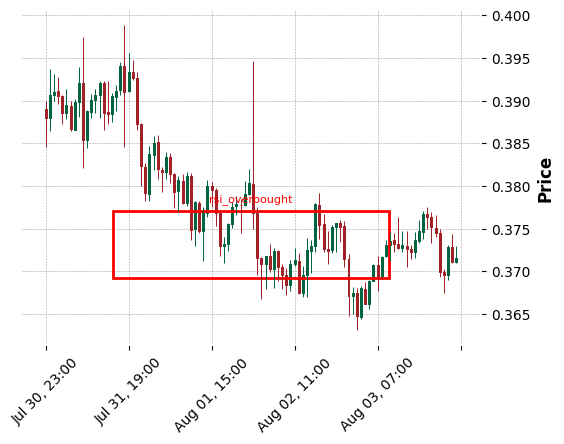 0.400
0.395
0.390
0.385
0.380
0.375
0.370
0.365
Price
rsi_overbought
Jul 30, 23:00
Jul 31, 19:00
Aug 01, 15:00
Aug 02, 11:00
Aug 03, 07:00